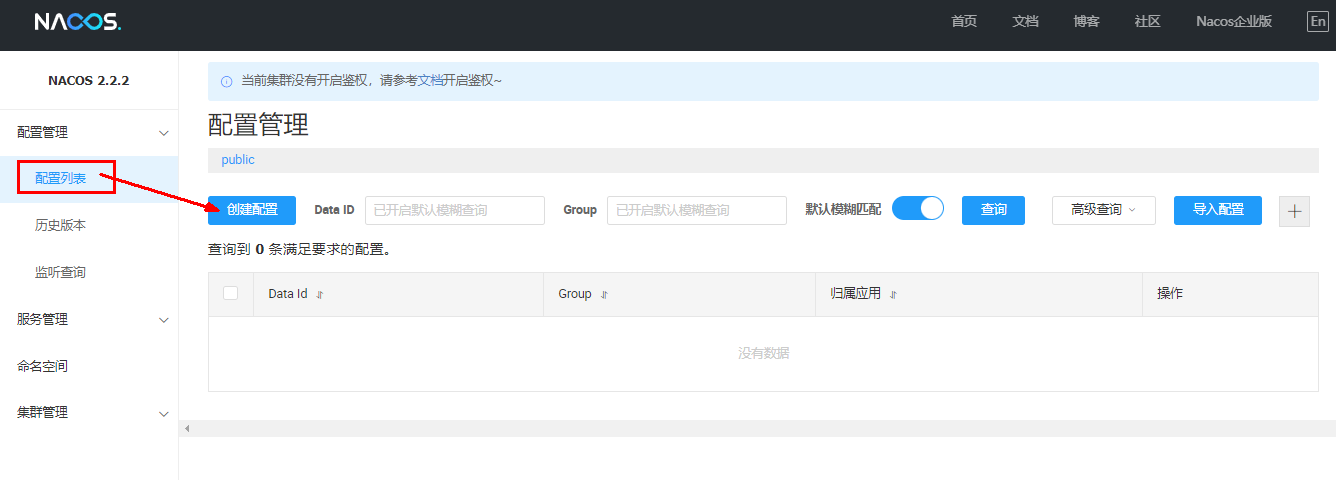 NACOS.
首页 文档 博客 社区 Nacos企业版 En
NACOS 2.2.2
配置管理
配置列表
历史版本
监听查询
服务管理
命名空间
集群管理
当前集群没有开启鉴权，请参考文档开启鉴权~
配置管理
public
创建配置 Data ID 已开启默认模糊查询 Group 已开启默认模糊查询 默认模糊匹配 查询 高级查询 导入配置
查询到 0 条满足要求的配置。
Data Id Group 归属应用 操作
没有数据